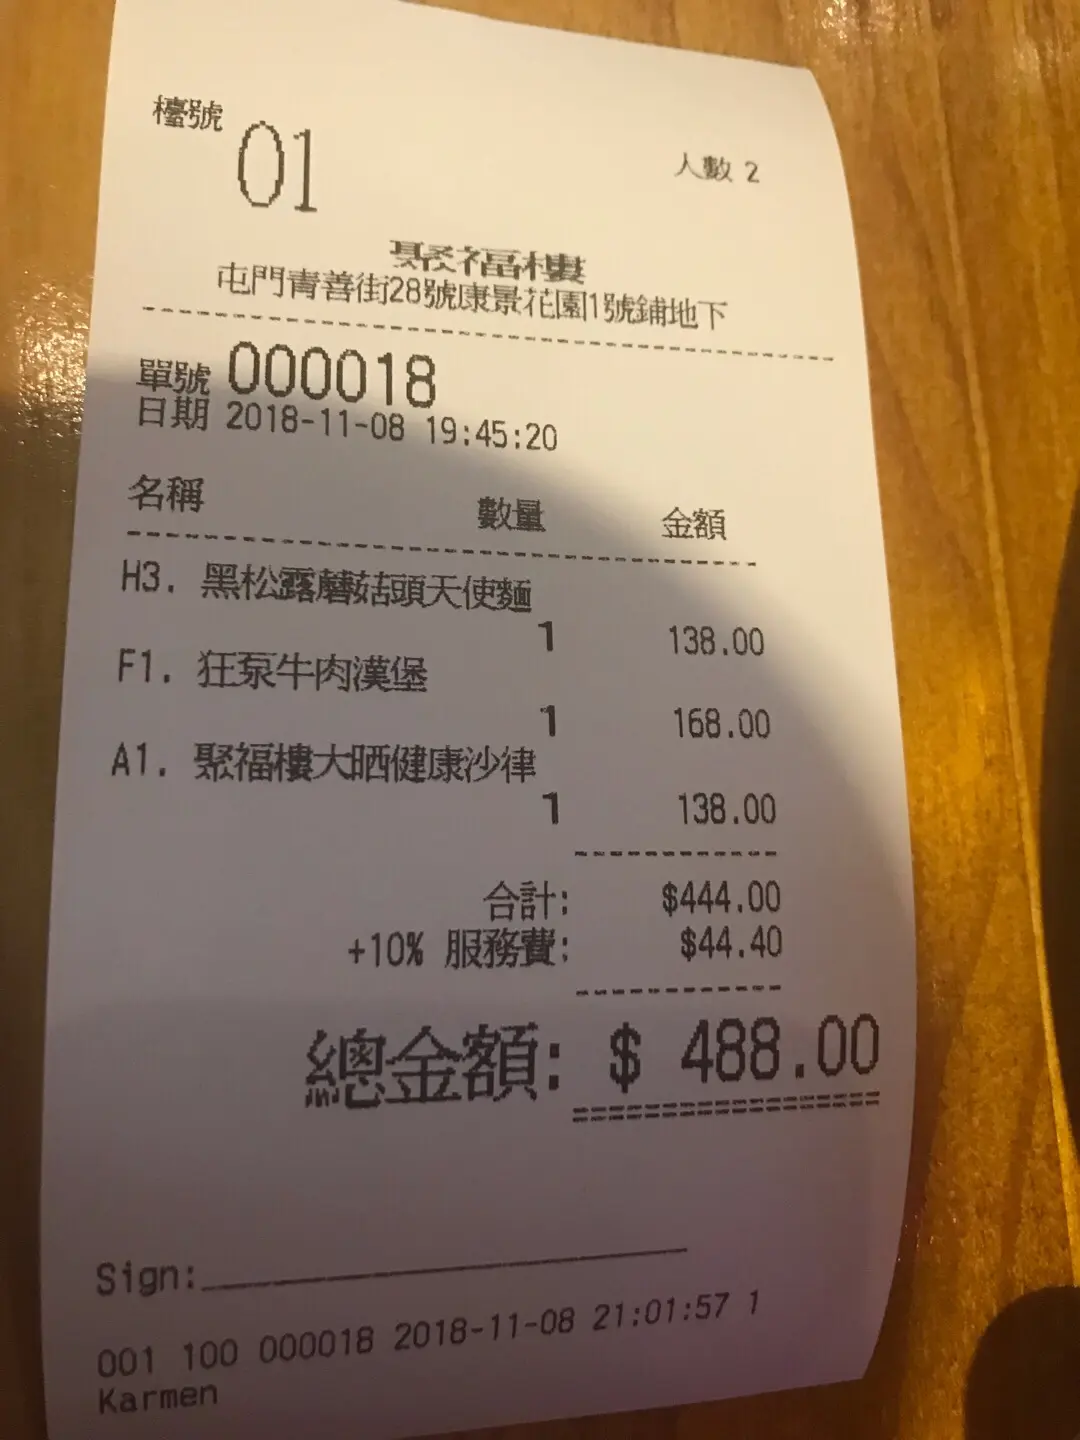 檯號 01 人數 2
聚福樓
屯門青善街28號康景花園1號鋪地下
單號 000018
日期 2018-11-08 19:45:20
名稱 數量 金額
H3. 黑松露蘑菇頭天使麵
1 138.00
F1. 狂泵牛肉漢堡
1 168.00
A1. 聚福樓大晒健康沙律
1 138.00
合計: $444.00
+10% 服務費: $44.40
總金額: $ 488.00
Sign:
001 100 000018 2018-11-08 21:01:57 1
Karmen